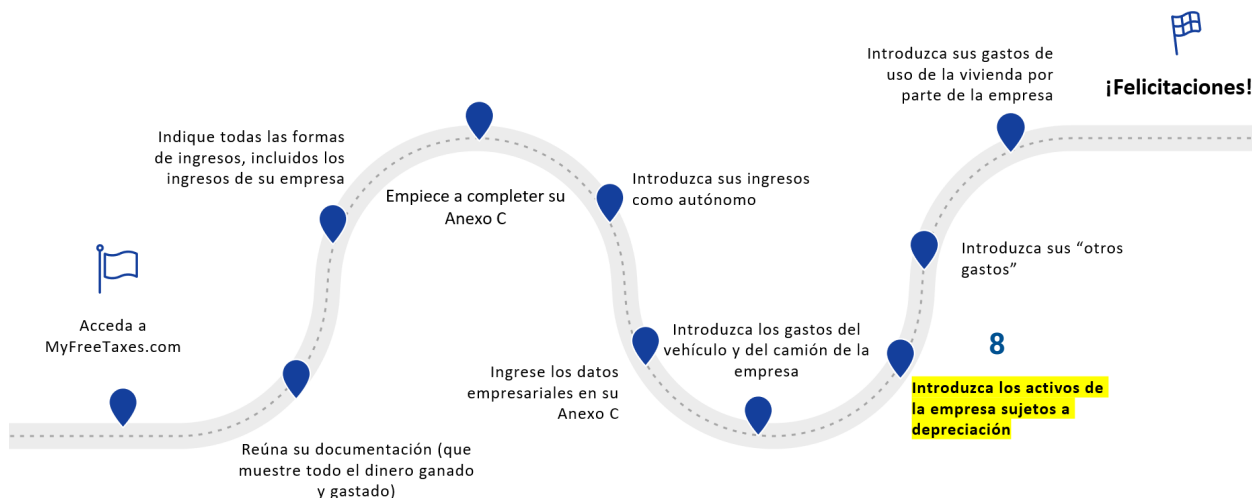 Acceda a
MyFreeTaxes.com
Reúna su documentación (que
muestre todo el dinero ganado
y gastado)
Indique todas las formas
de ingresos, incluidos los
ingresos de su empresa
Empiece a completer su
Anexo C
Introduzca sus ingresos
como autónomo
Ingrese los datos
empresariales en su
Anexo C
Introduzca los gastos del
vehículo y del camión de la
empresa
8
Introduzca los activos de
la empresa sujetos a
depreciación
Introduzca sus “otros
gastos”
Introduzca sus gastos de
uso de la vivienda por
parte de la empresa
¡Felicitaciones!